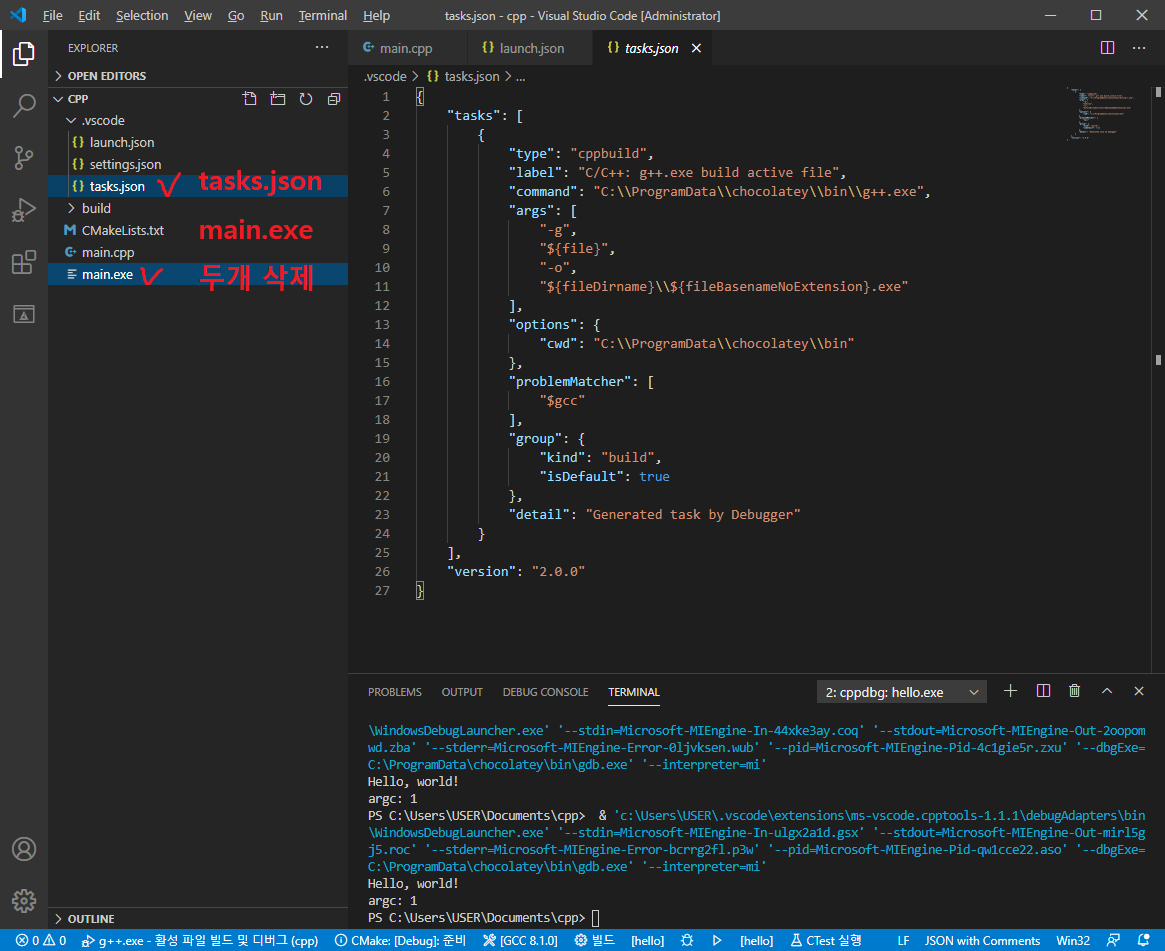 File Edit Selection View Go Run Terminal Help tasks.json - cpp - Visual Studio Code [Administrator]
EXPLORER
OPEN EDITORS
CPP
.vscode
launch.json
settings.json
tasks.json
build
CMakeLists.txt
main.cpp
main.exe
tasks.json
main.exe
두개 삭제
OUTLINE
main.cpp launch.json tasks.json
.vscode > tasks.json > ...
1 {
2 "tasks": [
3 {
4 "type": "cppbuild",
5 "label": "C/C++: g++.exe build active file",
6 "command": "C:\\ProgramData\\chocolatey\\bin\\g++.exe",
7 "args": [
8 "-g",
9 "${file}",
10 "-o",
11 "${fileDirname}\\${fileBasenameNoExtension}.exe"
12 ],
13 "options": {
14 "cwd": "C:\\ProgramData\\chocolatey\\bin"
15 },
16 "problemMatcher": [
17 "$gcc"
18 ],
19 "group": {
20 "kind": "build",
21 "isDefault": true
22 },
23 "detail": "Generated task by Debugger"
24 }
25 ],
26 "version": "2.0.0"
27 }
PROBLEMS OUTPUT DEBUG CONSOLE TERMINAL 2: cppdbg: hello.exe
\WindowsDebugLauncher.exe' '--stdin=Microsoft-MIEngine-In-44xke3ay.coq' '--stdout=Microsoft-MIEngine-Out-2oopom
wd.zba' '--stderr=Microsoft-MIEngine-Error-0ljvksen.wub' '--pid=Microsoft-MIEngine-Pid-4c1gie5r.zxu' '--dbgExe=
C:\ProgramData\chocolatey\bin\gdb.exe' '--interpreter=mi'
Hello, world!
argc: 1
PS C:\Users\USER\Documents\cpp> & 'c:\Users\USER\.vscode\extensions\ms-vscode.cpptools-1.1.1\debugAdapters\bin
\WindowsDebugLauncher.exe' '--stdin=Microsoft-MIEngine-In-ulgx2a1d.gsx' '--stdout=Microsoft-MIEngine-Out-mirl5g
j5.roc' '--stderr=Microsoft-MIEngine-Error-bcrrg2fl.p3w' '--pid=Microsoft-MIEngine-Pid-qw1cce22.aso' '--dbgExe=
C:\ProgramData\chocolatey\bin\gdb.exe' '--interpreter=mi'
Hello, world!
argc: 1
PS C:\Users\USER\Documents\cpp>
0 0 g++.exe - 활성 파일 빌드 및 디버그 (cpp) CMake: [Debug]: 준비 [GCC 8.1.0] 빌드 [hello] [hello] CTest 실행 LF JSON with Comments Win32